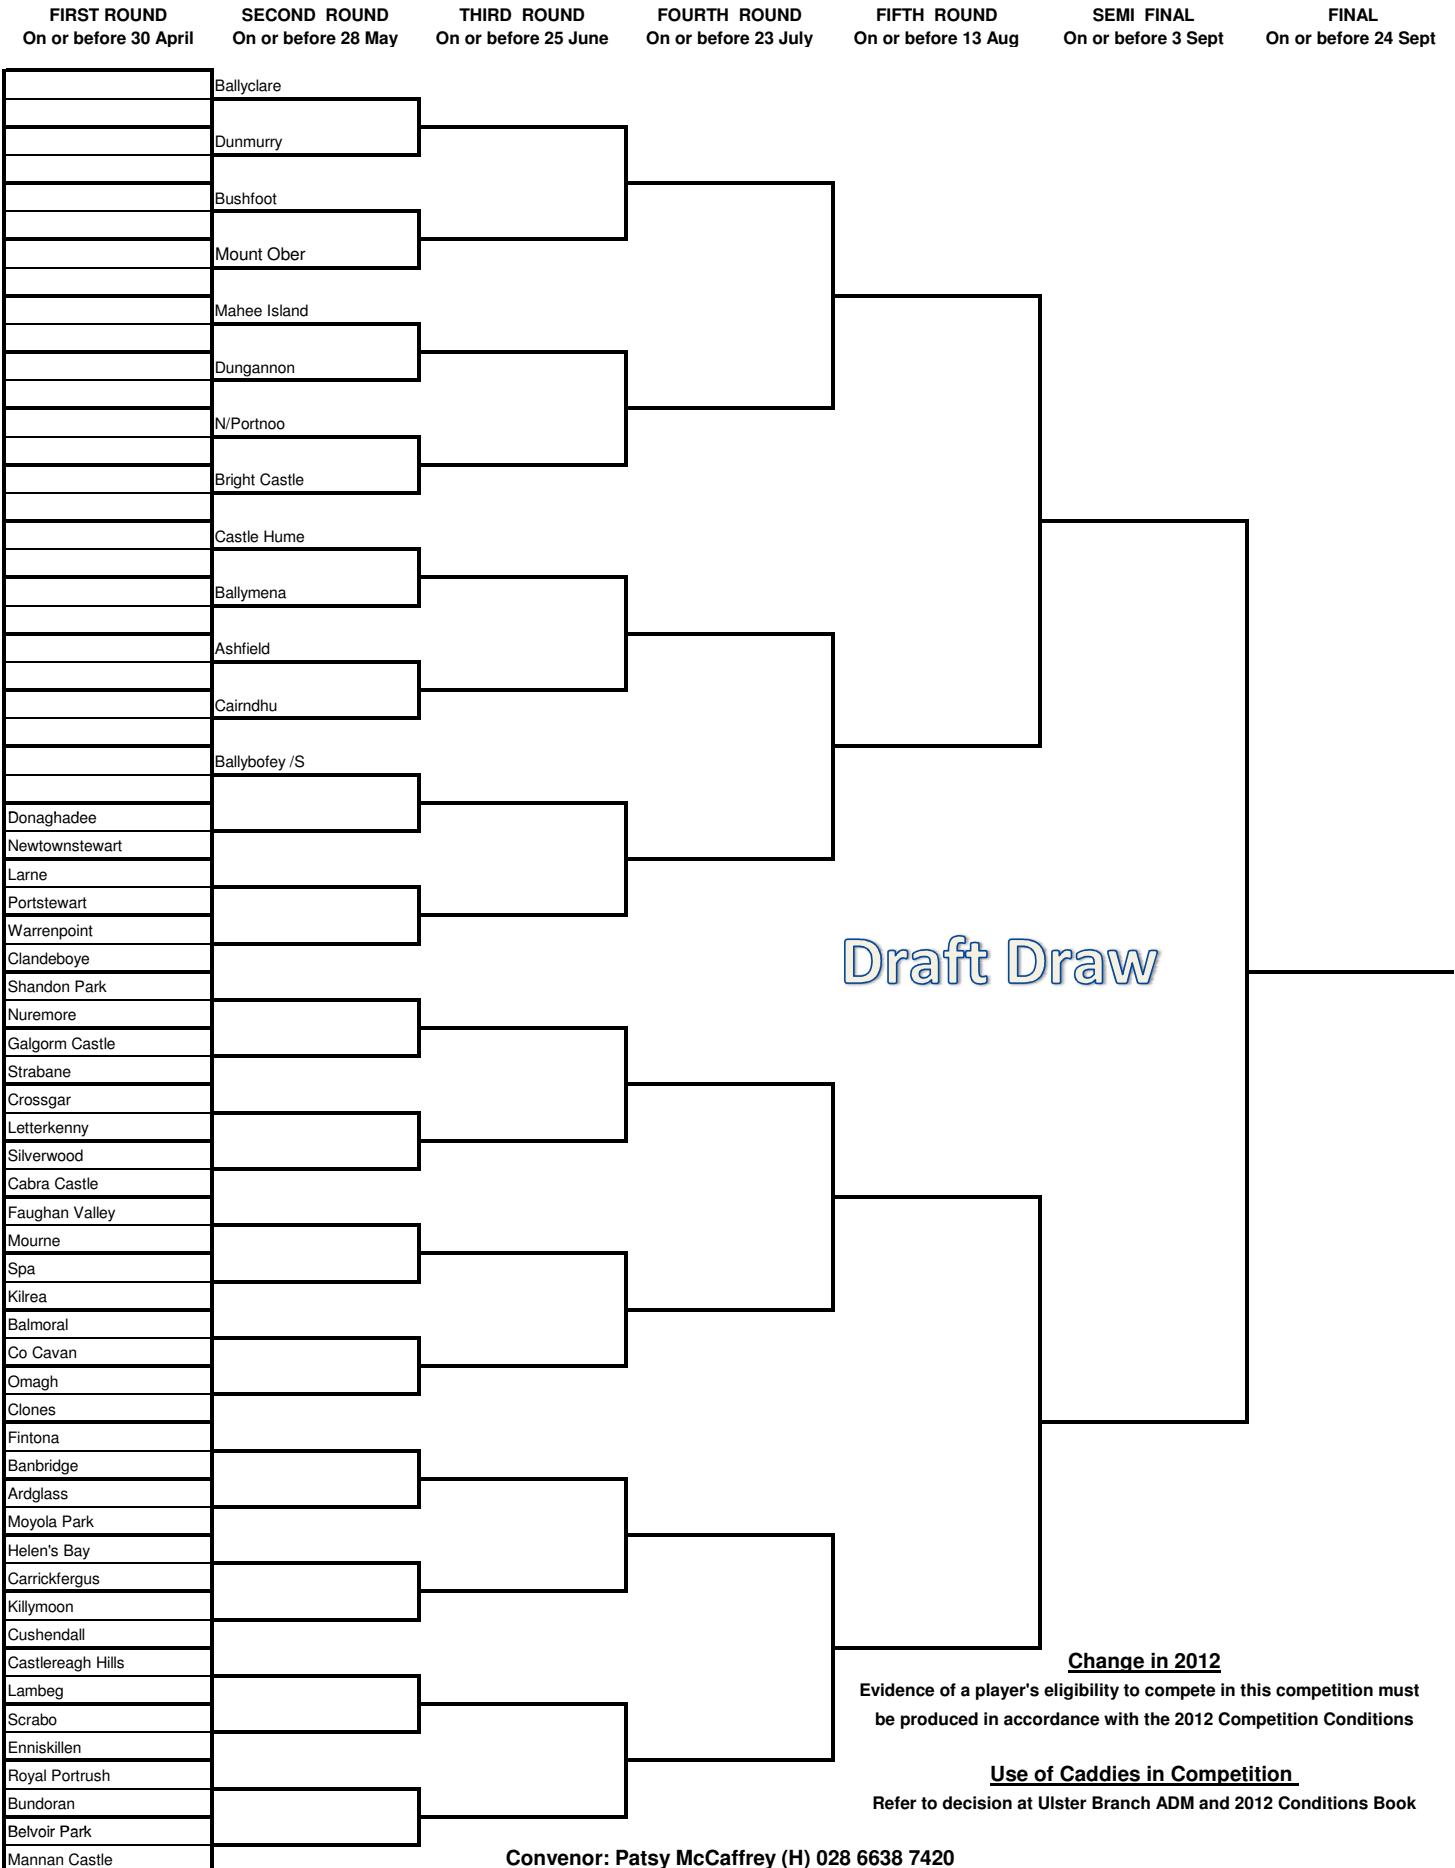 FIRST ROUND SECOND ROUND THIRD ROUND FOURTH ROUND FIFTH ROUND SEMI FINAL FINAL
On or before 30 April On or before 28 May On or before 25 June On or before 23 July On or before 13 Aug On or before 3 Sept On or before 24 Sept
Ballyclare
Dunmurry
Bushfoot
Mount Ober
Mahee Island
Dungannon
N/Portnoo
Bright Castle
Castle Hume
Ballymena
Ashfield
Cairndhu
Ballybofey /S
Donaghadee
Newtownstewart
Larne
Portstewart
Warrenpoint
Clandeboye
Shandon Park
Nuremore
Galgorm Castle
Strabane
Crossgar
Letterkenny
Silverwood
Cabra Castle
Faughan Valley
Mourne
Spa
Kilrea
Balmoral
Co Cavan
Omagh
Clones
Fintona
Banbridge
Ardglass
Moyola Park
Helen's Bay
Carrickfergus
Killymoon
Cushendall
Castlereagh Hills
Lambeg
Scrabo
Enniskillen
Royal Portrush
Bundoran
Belvoir Park
Mannan Castle
Draft Draw
Change in 2012
Evidence of a player's eligibility to compete in this competition must
be produced in accordance with the 2012 Competition Conditions
Use of Caddies in Competition
Refer to decision at Ulster Branch ADM and 2012 Conditions Book
Convenor: Patsy McCaffrey (H) 028 6638 7420